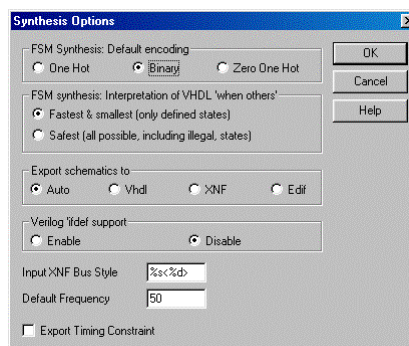 Synthesis Options
FSM Synthesis: Default encoding
One Hot Binary Zero One Hot
OK
Cancel
Help
FSM synthesis: Interpretation of VHDL 'when others'
Fastest & smallest (only defined states)
Safest (all possible, including illegal, states)
Export schematics to
Auto Vhdl XNF Edif
Verilog 'ifdef support
Enable Disable
Input XNF Bus Style %s<%d>
Default Frequency 50
Export Timing Constraint